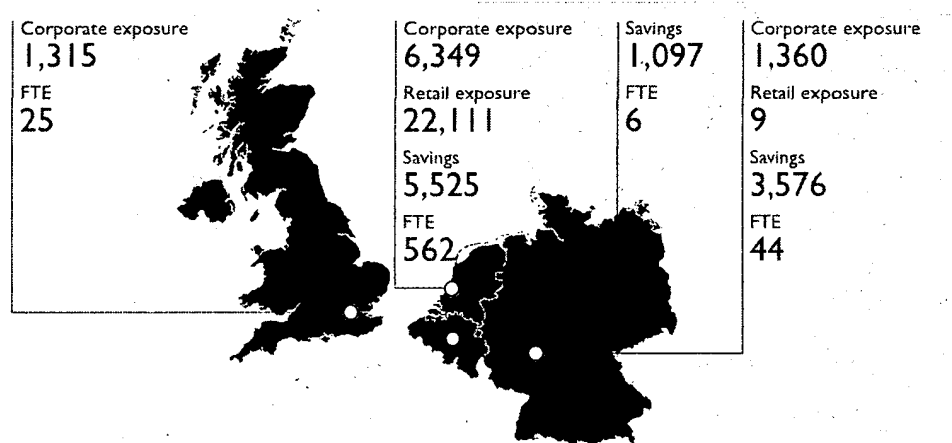 Corporate exposure
1,315
FTE
25
Corporate exposure
6,349
Retail exposure
22,111
Savings
5,525
FTE
562
Savings
1,097
FTE
6
Corporate exposure
1,360
Retail exposure
9
Savings
3,576
FTE
44